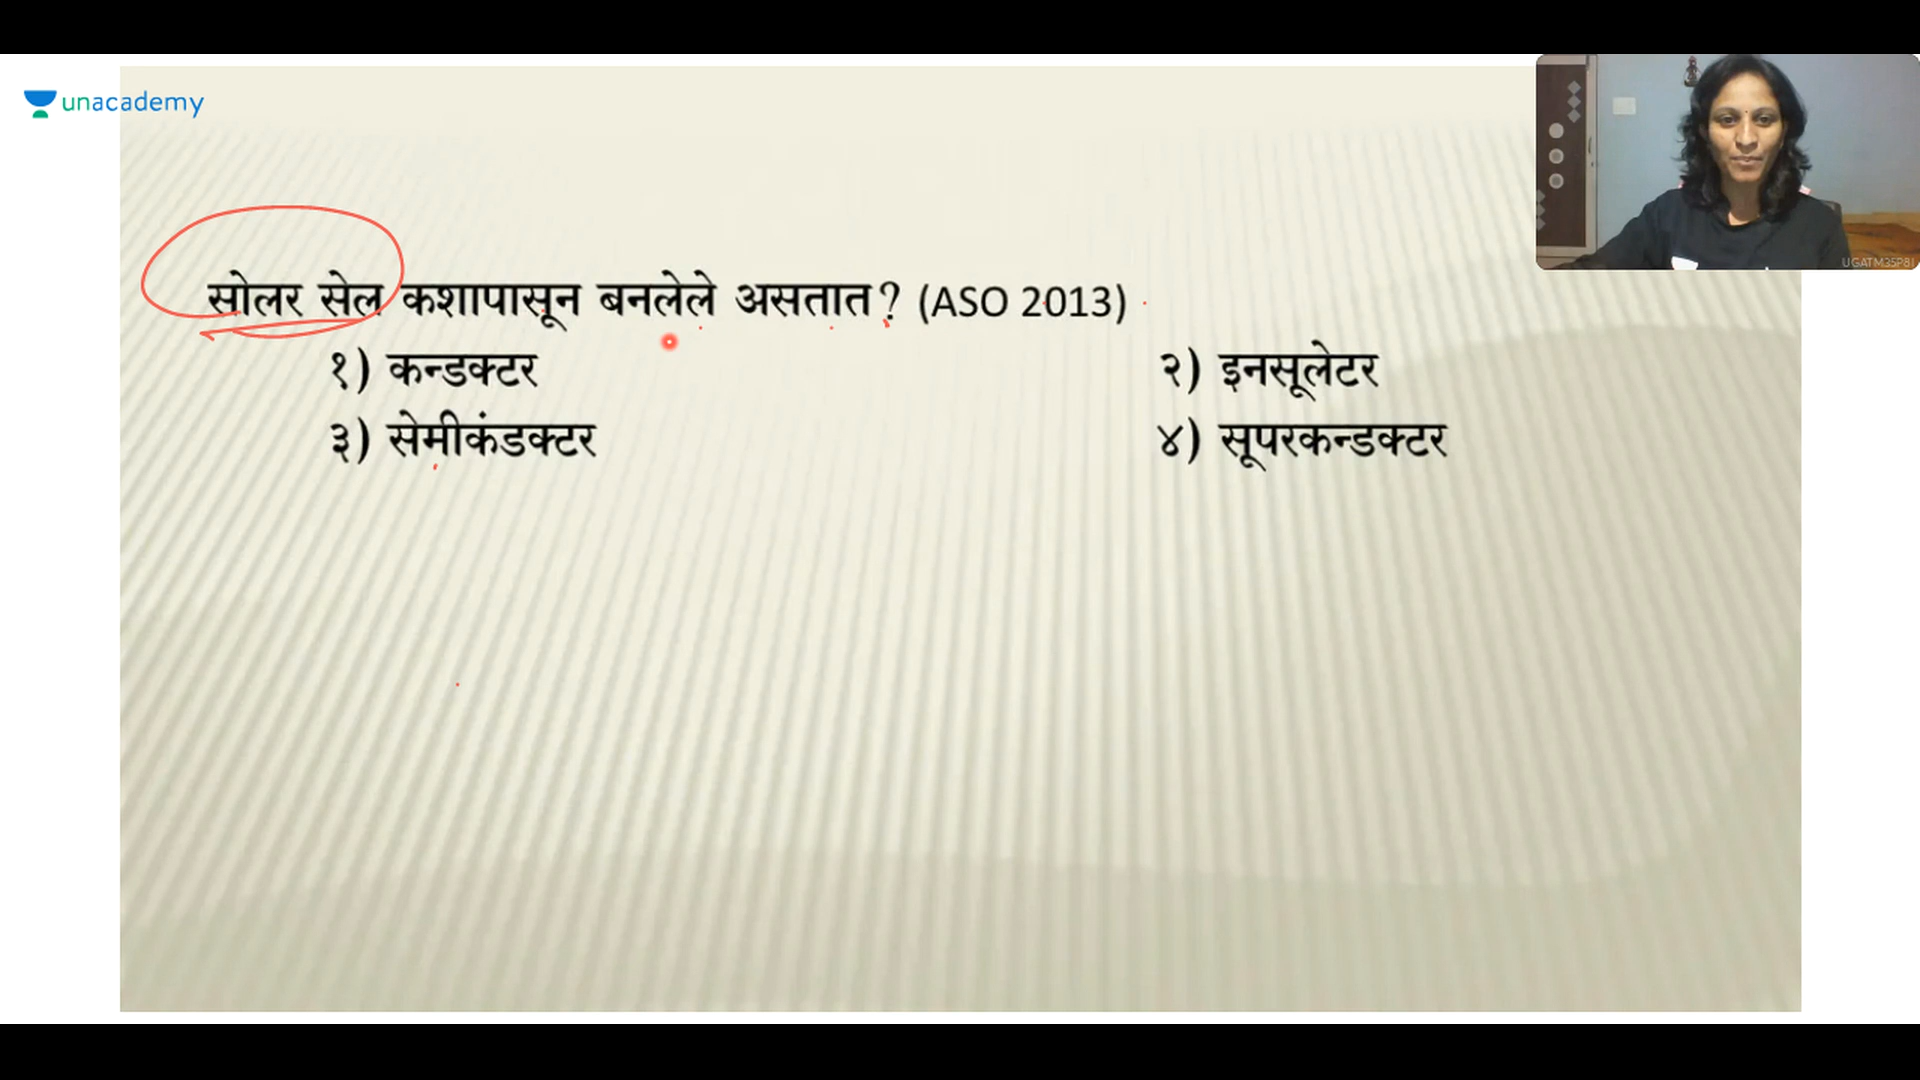 unacademy
UGATM35P8I
सोलर सेल कशापासून बनलेले असतात? (ASO 2013)
१) कन्डक्टर २) इनसूलेटर
३) सेमीकंडक्टर ४) सूपरकन्डक्टर